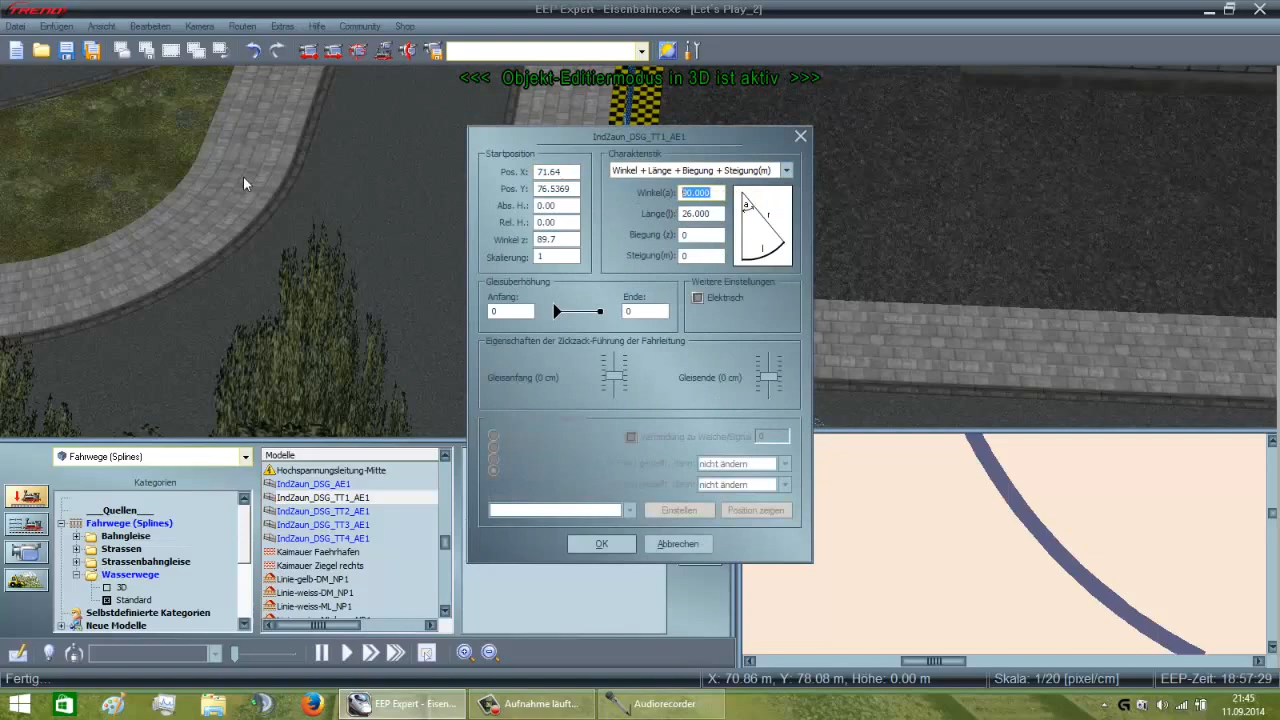 TREND
EEP Expert - Eisenbahn.exe - [Let's Play_2]
Datei Einfügen Ansicht Bearbeiten Kamera Routen Extras Hilfe Community Shop
<<< Objekt-Editiermodus in 3D ist aktiv >>>
IndZaun_DSG_TT1_AE1
Startposition
Pos. X: 71.64
Pos. Y: 76.5369
Abs. H.: 0.00
Rel. H.: 0.00
Winkel z: 89.7
Skalierung: 1
Charakteristik
Winkel + Länge + Biegung + Steigung(m)
Winkel(a): 90.000
Länge(l): 26.000
Biegung (z): 0
Steigung(m): 0
a
r
l
Gleisüberhöhung
Anfang:
0
Ende:
0
Weitere Einstellungen
Elektrisch
Eigenschaften der Zickzack-Führung der Fahrleitung
Gleisanfang (0 cm)
Gleisende (0 cm)
Verbindung zu Weiche/Signal 0
nicht ändern
nicht ändern
Einstellen
Position zeigen
OK
Abbrechen
Fahrwege (Splines)
Kategorien
___Quellen___
Fahrwege (Splines)
Bahngleise
Strassen
Strassenbahngleise
Wasserwege
3D
Standard
Selbstdefinierte Kategorien
Neue Modelle
Modelle
Hochspannungsleitung-Mitte
IndZaun_DSG_AE1
IndZaun_DSG_TT1_AE1
IndZaun_DSG_TT2_AE1
IndZaun_DSG_TT3_AE1
IndZaun_DSG_TT4_AE1
Kaimauer Faehrhafen
Kaimauer Ziegel rechts
Linie-gelb-DM_NP1
Linie-weiss-DM_NP1
Linie-weiss-ML_NP1
Fertig...
X: 70.86 m, Y: 78.08 m, Höhe: 0.00 m
Skala: 1/20 [pixel/cm]
EEP-Zeit: 18:57:29
EEP Expert - Eisen...
Aufnahme läuft...
Audiorecorder
21:45
11.09.2014